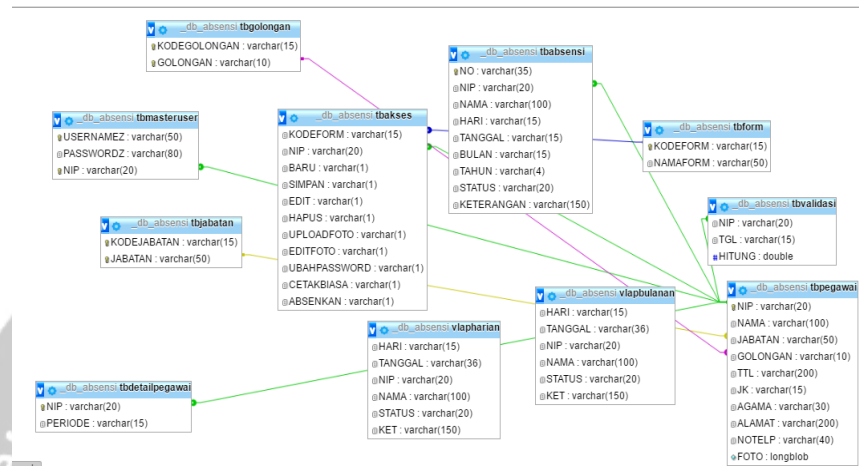 _db_absensi tbgolongan
KODEGOLONGAN : varchar(15)
GOLONGAN : varchar(10)
_db_absensi tbabsensi
NO : varchar(35)
NIP : varchar(20)
NAMA : varchar(100)
HARI : varchar(15)
TANGGAL : varchar(15)
BULAN : varchar(15)
TAHUN : varchar(4)
STATUS : varchar(20)
KETERANGAN : varchar(150)
_db_absensi tbmasteruser
USERNAMEZ : varchar(50)
PASSWORDZ : varchar(80)
NIP : varchar(20)
_db_absensi tbakses
KODEFORM : varchar(15)
NIP : varchar(20)
BARU : varchar(1)
SIMPAN : varchar(1)
EDIT : varchar(1)
HAPUS : varchar(1)
UPLOADFOTO : varchar(1)
EDITFOTO : varchar(1)
UBAHPASSWORD : varchar(1)
CETAKBIASA : varchar(1)
ABSENKAN : varchar(1)
_db_absensi tbform
KODEFORM : varchar(15)
NAMAFORM : varchar(50)
_db_absensi tbvalidasi
NIP : varchar(20)
TGL : varchar(15)
HITUNG : double
_db_absensi tbjabatan
KODEJABATAN : varchar(15)
JABATAN : varchar(50)
_db_absensi tbpegawai
NIP : varchar(20)
NAMA : varchar(100)
JABATAN : varchar(50)
GOLONGAN : varchar(10)
TTL : varchar(200)
JK : varchar(15)
AGAMA : varchar(30)
ALAMAT : varchar(200)
NOTELP : varchar(40)
FOTO : longblob
_db_absensi vlapbulanan
HARI : varchar(15)
TANGGAL : varchar(36)
NIP : varchar(20)
NAMA : varchar(100)
STATUS : varchar(20)
KET : varchar(150)
_db_absensi vlapharian
HARI : varchar(15)
TANGGAL : varchar(36)
NIP : varchar(20)
NAMA : varchar(100)
STATUS : varchar(20)
KET : varchar(150)
_db_absensi tbdetailpegawai
NIP : varchar(20)
PERIODE : varchar(15)